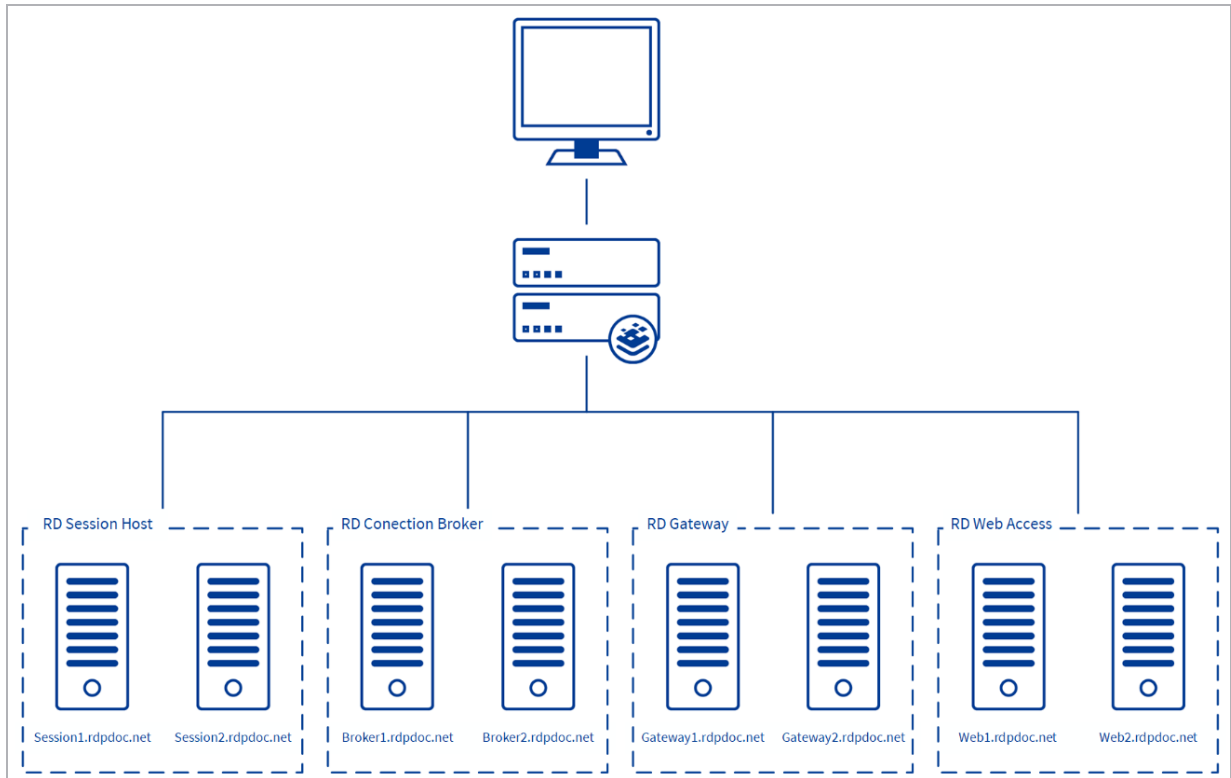 RD Session Host
RD Conection Broker
RD Gateway
RD Web Access
Session1.rdpdoc.net
Session2.rdpdoc.net
Broker1.rdpdoc.net
Broker2.rdpdoc.net
Gateway1.rdpdoc.net
Gateway2.rdpdoc.net
Web1.rdpdoc.net
Web2.rdpdoc.net